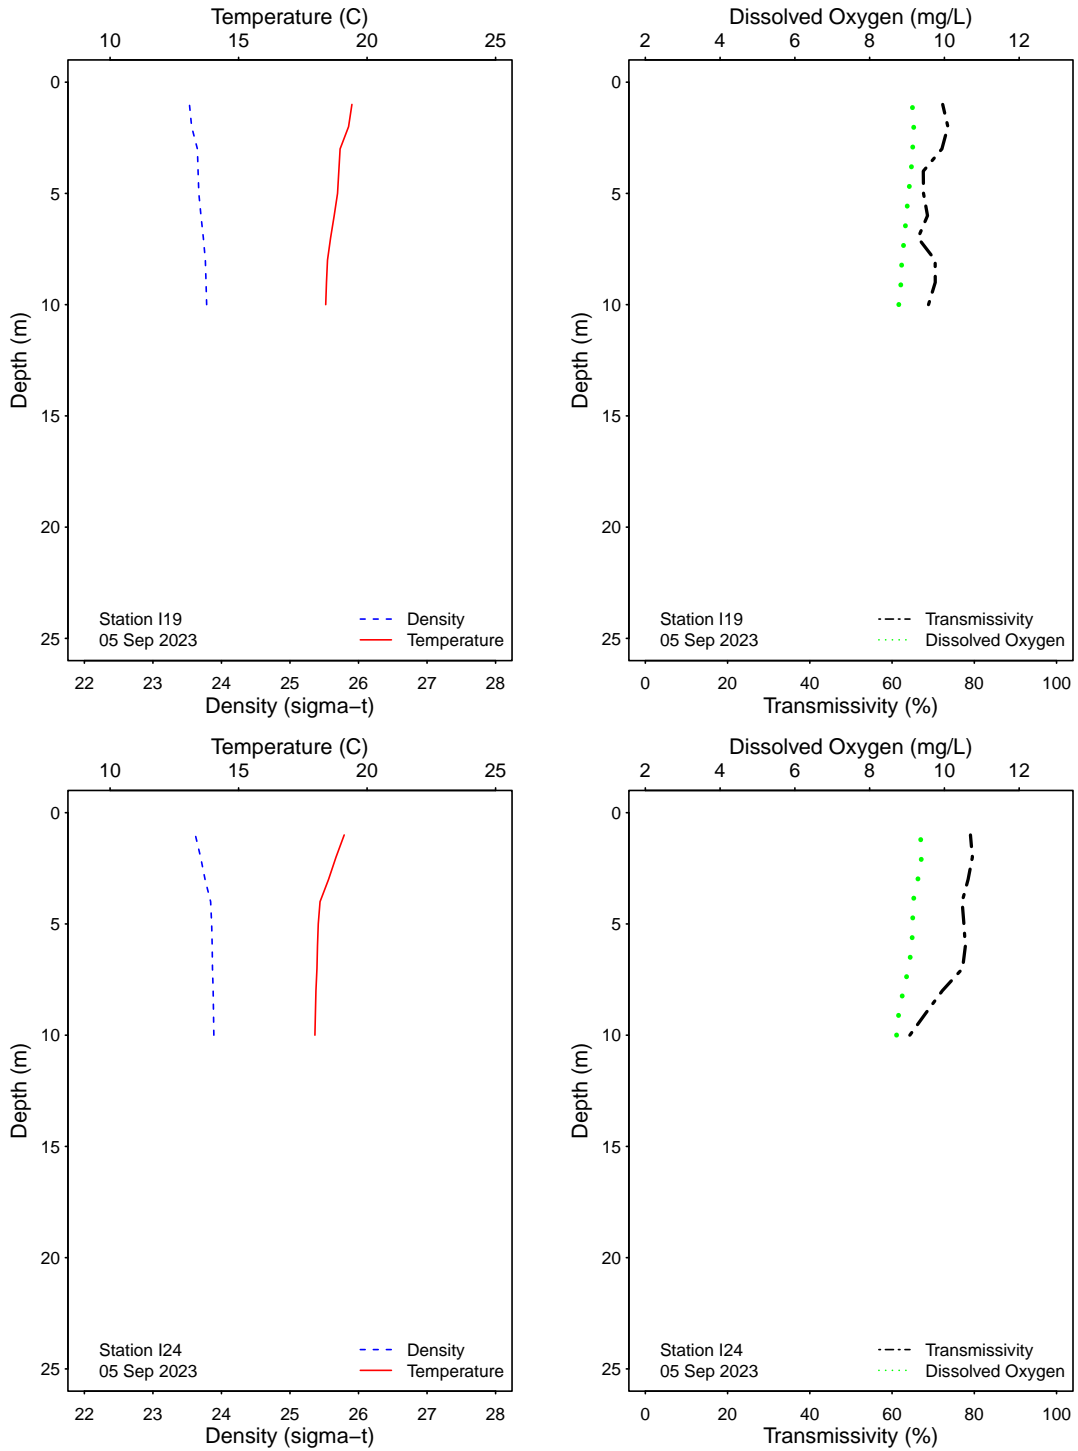 Temperature (C)
10 15 20 25
0
5
10
15
20
25
Depth (m)
Station I19
05 Sep 2023
Density
Temperature
22 23 24 25 26 27 28
Density (sigma−t)
Dissolved Oxygen (mg/L)
2 4 6 8 10 12
0
5
10
15
20
25
Depth (m)
Station I19
05 Sep 2023
Transmissivity
Dissolved Oxygen
0 20 40 60 80 100
Transmissivity (%)
Temperature (C)
10 15 20 25
0
5
10
15
20
25
Depth (m)
Station I24
05 Sep 2023
Density
Temperature
22 23 24 25 26 27 28
Density (sigma−t)
Dissolved Oxygen (mg/L)
2 4 6 8 10 12
0
5
10
15
20
25
Depth (m)
Station I24
05 Sep 2023
Transmissivity
Dissolved Oxygen
0 20 40 60 80 100
Transmissivity (%)